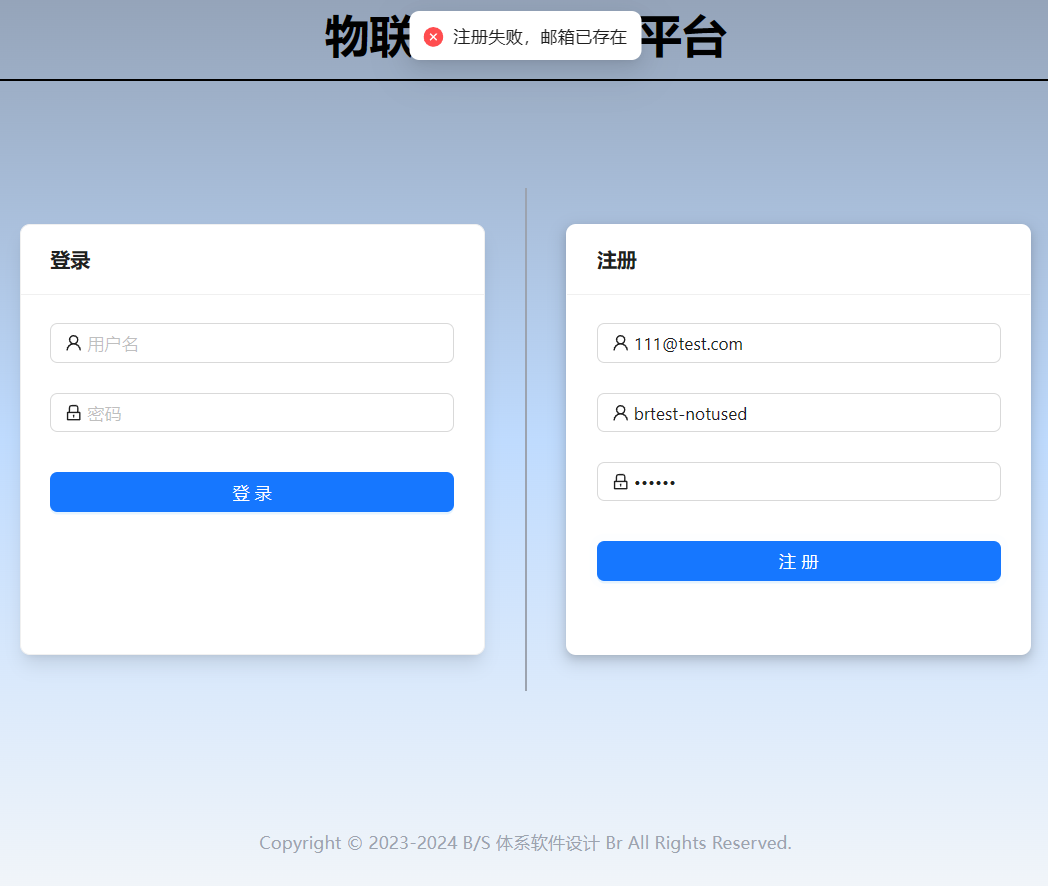 物联 平台
注册失败，邮箱已存在
登录
用户名
密码
登 录
注册
111@test.com
brtest-notused
••••••
注 册
Copyright © 2023-2024 B/S 体系软件设计 Br All Rights Reserved.